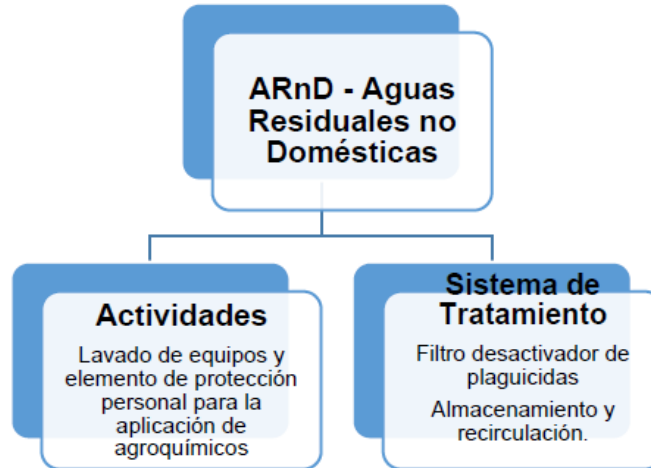 ARnD - Aguas
Residuales no
Domésticas
Actividades
Lavado de equipos y
elemento de protección
personal para la
aplicación de
agroquímicos
Sistema de
Tratamiento
Filtro desactivador de
plaguicidas
Almacenamiento y
recirculación.